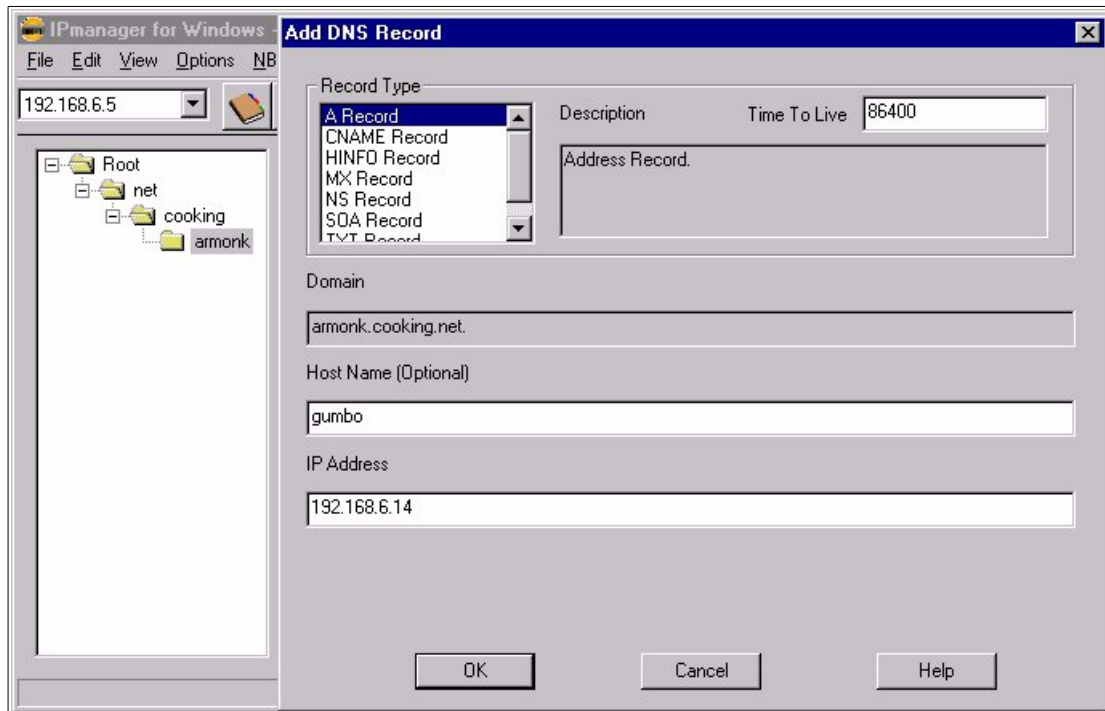 IPmanager for Windows -
File Edit View Options NB
192.168.6.5
Root
net
cooking
armonk
Add DNS Record
Record Type
A Record
CNAME Record
HINFO Record
MX Record
NS Record
SOA Record
TXT Record
Description
Time To Live
86400
Address Record.
Domain
armonk.cooking.net.
Host Name (Optional)
gumbo
IP Address
192.168.6.14
OK
Cancel
Help